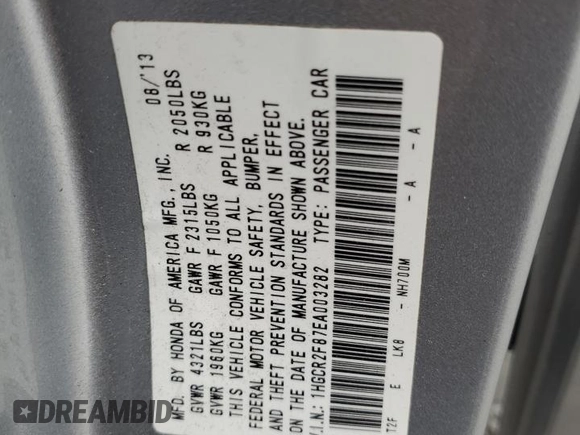 MFD. BY HONDA OF AMERICA MFG., INC. 08/'13
GVWR 4321LBS GAWR F 2315LBS R 2050LBS
GVWR 1960KG GAWR F 1050KG R 930KG
THIS VEHICLE CONFORMS TO ALL APPLICABLE
FEDERAL MOTOR VEHICLE SAFETY, BUMPER,
AND THEFT PREVENTION STANDARDS IN EFFECT
ON THE DATE OF MANUFACTURE SHOWN ABOVE.
V.I.N.: 1HGCR2F87EA003282 TYPE: PASSENGER CAR
T2F E LK8 - NH700M - A - A
DREAMBID